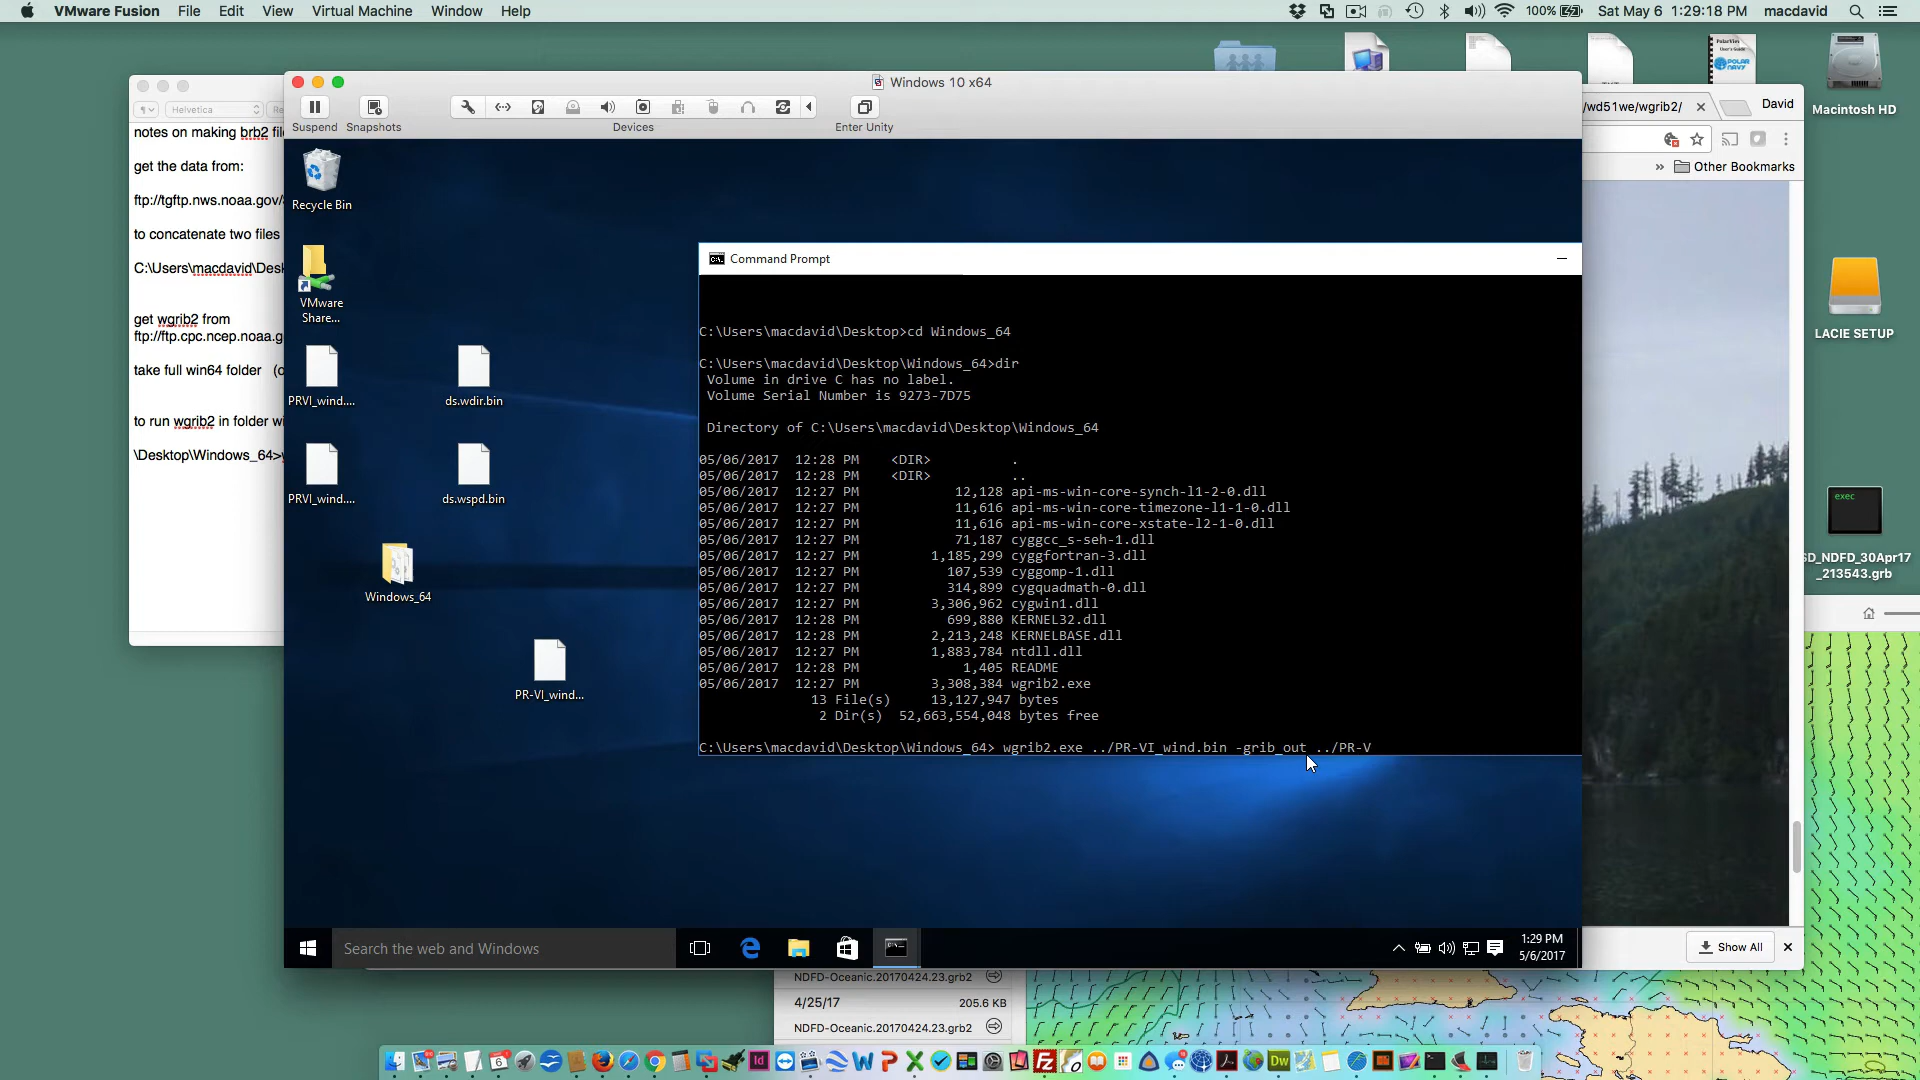 VMware Fusion File Edit View Virtual Machine Window Help
100% Sat May 6 1:29:18 PM macdavid
Windows 10 x64
Suspend Snapshots Devices Enter Unity
Helvetica
notes on making brb2
get the data from:
ftp://tgftp.nws.noaa.gov/
to concatenate two files
C:\Users\macdavid\Desk
get wgrib2 from
ftp://ftp.cpc.ncep.noaa.g
take full win64 folder
to run wgrib2 in folder
\Desktop\Windows_64>
Recycle Bin
VMware
Share...
PRVI_wind....
ds.wdir.bin
PRVI_wind....
ds.wspd.bin
Windows_64
PR-VI_wind...
Command Prompt
C:\Users\macdavid\Desktop>cd Windows_64
C:\Users\macdavid\Desktop\Windows_64>dir
Volume in drive C has no label.
Volume Serial Number is 9273-7D75
Directory of C:\Users\macdavid\Desktop\Windows_64
05/06/2017 12:28 PM <DIR> .
05/06/2017 12:28 PM <DIR> ..
05/06/2017 12:27 PM 12,128 api-ms-win-core-synch-l1-2-0.dll
05/06/2017 12:27 PM 11,616 api-ms-win-core-timezone-l1-1-0.dll
05/06/2017 12:27 PM 11,616 api-ms-win-core-xstate-l2-1-0.dll
05/06/2017 12:27 PM 71,187 cyggcc_s-seh-1.dll
05/06/2017 12:27 PM 1,185,299 cyggfortran-3.dll
05/06/2017 12:27 PM 107,539 cyggomp-1.dll
05/06/2017 12:27 PM 314,899 cygquadmath-0.dll
05/06/2017 12:27 PM 3,306,962 cygwin1.dll
05/06/2017 12:28 PM 699,880 KERNEL32.dll
05/06/2017 12:28 PM 2,213,248 KERNELBASE.dll
05/06/2017 12:27 PM 1,883,784 ntdll.dll
05/06/2017 12:28 PM 1,405 README
05/06/2017 12:27 PM 3,308,384 wgrib2.exe
13 File(s) 13,127,947 bytes
2 Dir(s) 52,663,554,048 bytes free
C:\Users\macdavid\Desktop\Windows_64> wgrib2.exe ../PR-VI_wind.bin -grib_out ../PR-V
Search the web and Windows
1:29 PM
5/6/2017
/wd51we/wgrib2/
David
» Other Bookmarks
Show All
Macintosh HD
LACIE SETUP
exec
SD_NDFD_30Apr17
_213543.grb
NDFD-Oceanic.20170424.23.grb2
4/25/17 205.6 KB
NDFD-Oceanic.20170424.23.grb2